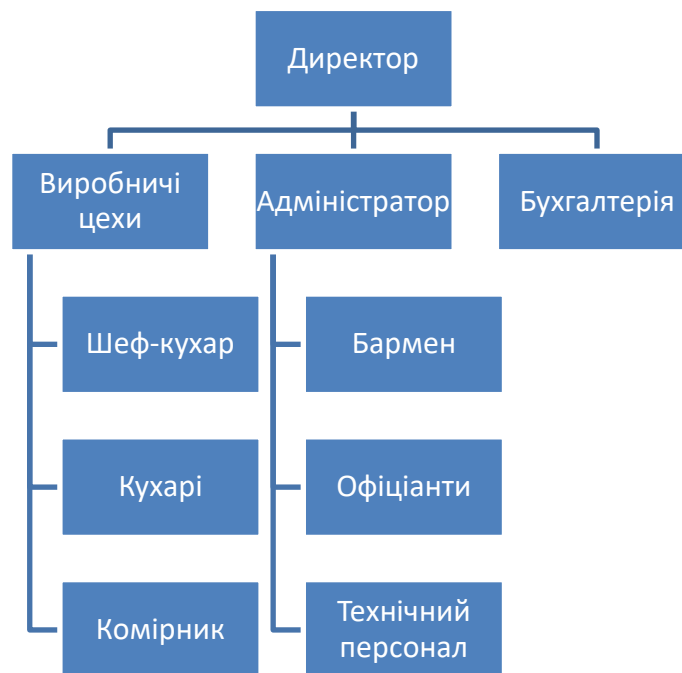 Директор
Виробничі
цехи
Адміністратор
Бухгалтерія
Шеф-кухар
Бармен
Кухарі
Офіціанти
Комірник
Технічний
персонал